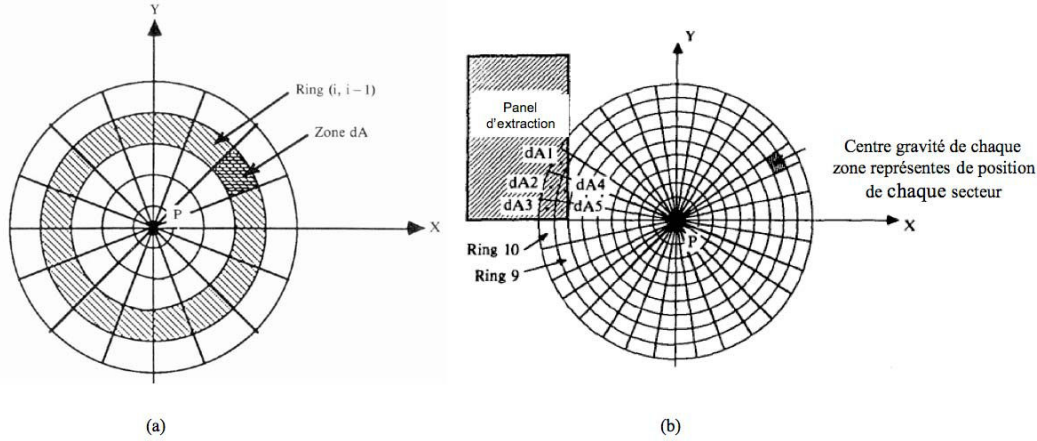 Y
Ring (i, i – 1)
Zone dA
P
X
(a)
Y
Panel
d'extraction
dA1
dA2
dA4
dA3
dA5
Ring 10
Ring 9
P
X
Centre gravité de chaque
zone représentes de position
de chaque secteur
(b)